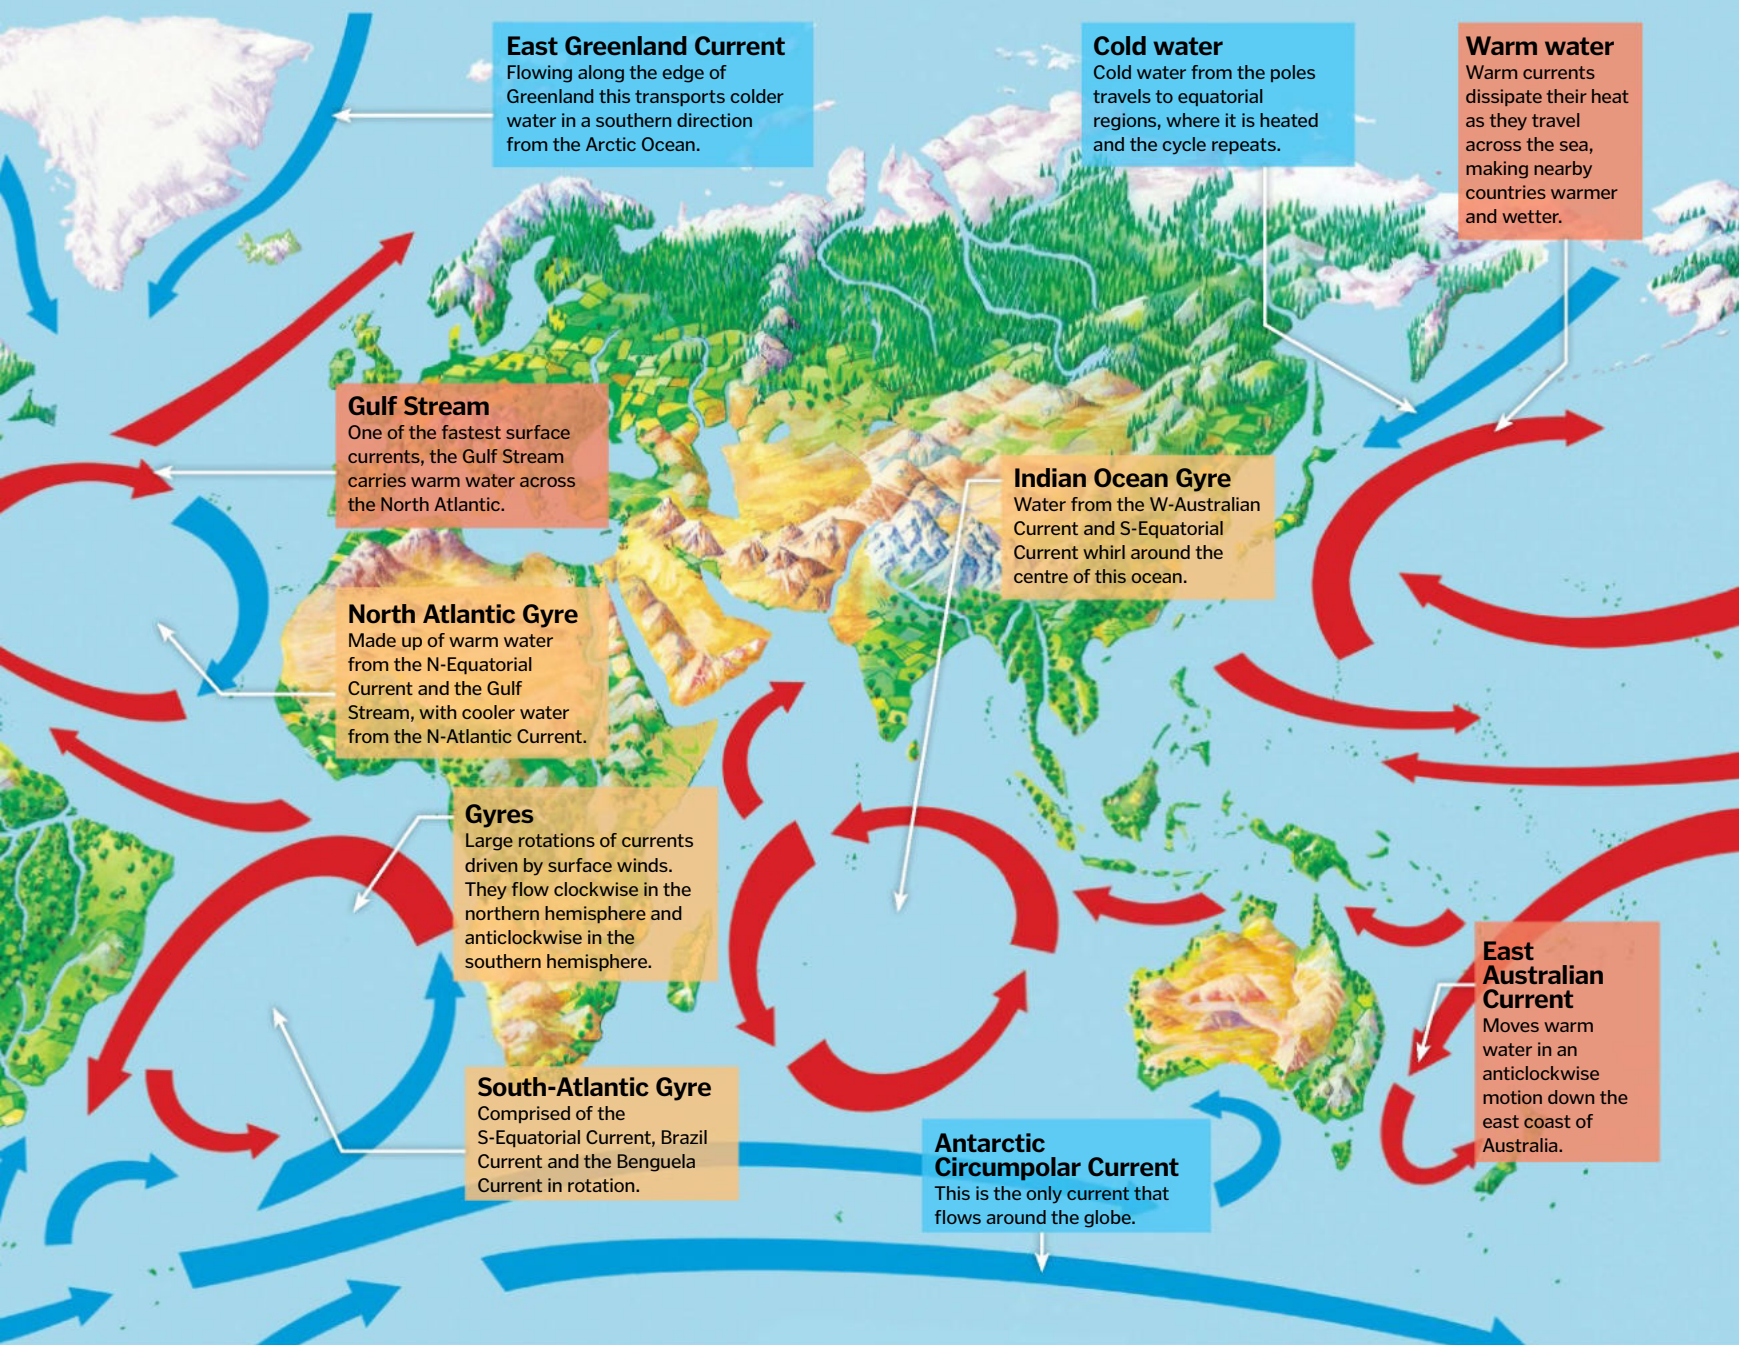 East Greenland Current
Flowing along the edge of
Greenland this transports colder
water in a southern direction
from the Arctic Ocean.
Cold water
Cold water from the poles
travels to equatorial
regions, where it is heated
and the cycle repeats.
Warm water
Warm currents
dissipate their heat
as they travel
across the sea,
making nearby
countries warmer
and wetter.
Gulf Stream
One of the fastest surface
currents, the Gulf Stream
carries warm water across
the North Atlantic.
Indian Ocean Gyre
Water from the W-Australian
Current and S-Equatorial
Current whirl around the
centre of this ocean.
North Atlantic Gyre
Made up of warm water
from the N-Equatorial
Current and the Gulf
Stream, with cooler water
from the N-Atlantic Current.
Gyres
Large rotations of currents
driven by surface winds.
They flow clockwise in the
northern hemisphere and
anticlockwise in the
southern hemisphere.
East
Australian
Current
Moves warm
water in an
anticlockwise
motion down the
east coast of
Australia.
South-Atlantic Gyre
Comprised of the
S-Equatorial Current, Brazil
Current and the Benguela
Current in rotation.
Antarctic
Circumpolar Current
This is the only current that
flows around the globe.